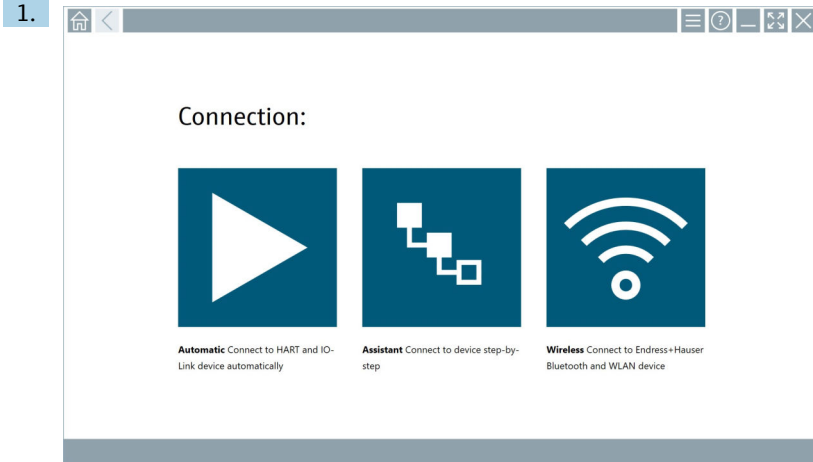 1.
Connection:
Automatic Connect to HART and IO-
Link device automatically
Assistant Connect to device step-by-
step
Wireless Connect to Endress+Hauser
Bluetooth and WLAN device